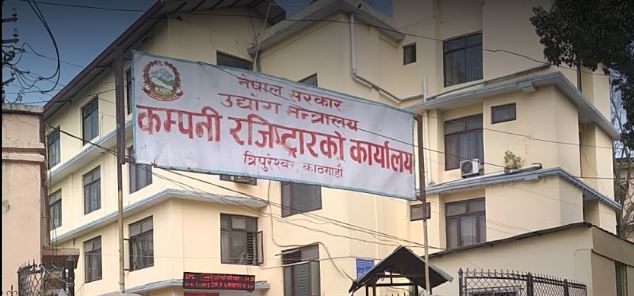 नेपाल सरकार
उद्योग मन्त्रालय
कम्पनी रजिष्ट्रारको कार्यालय
त्रिपुरेश्वर, काठमाडौं